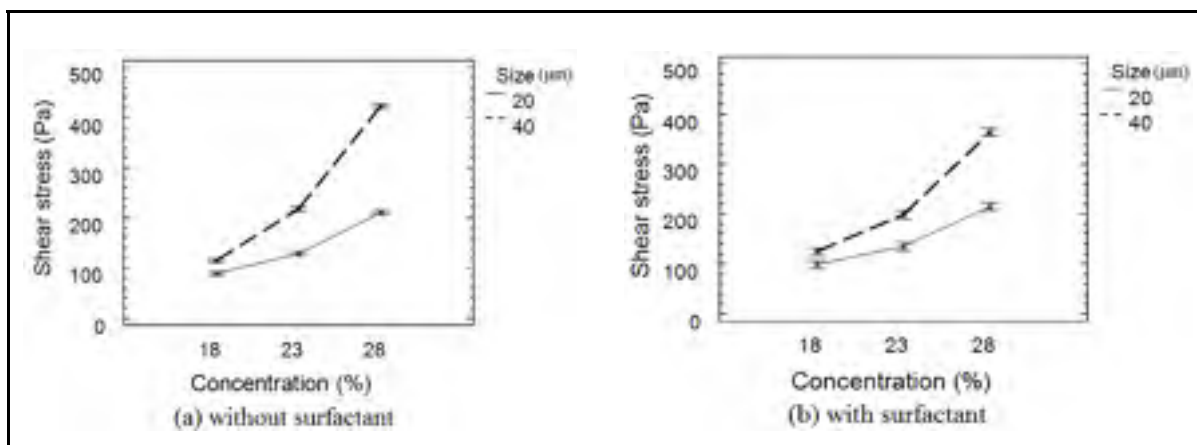 500
400
300
200
100
0
Shear stress (Pa)
18 23 28
Concentration (%)
Size (μm)
20
40
(a) without surfactant
500
400
300
200
100
0
Shear stress (Pa)
18 23 28
Concentration (%)
Size (μm)
20
40
(b) with surfactant